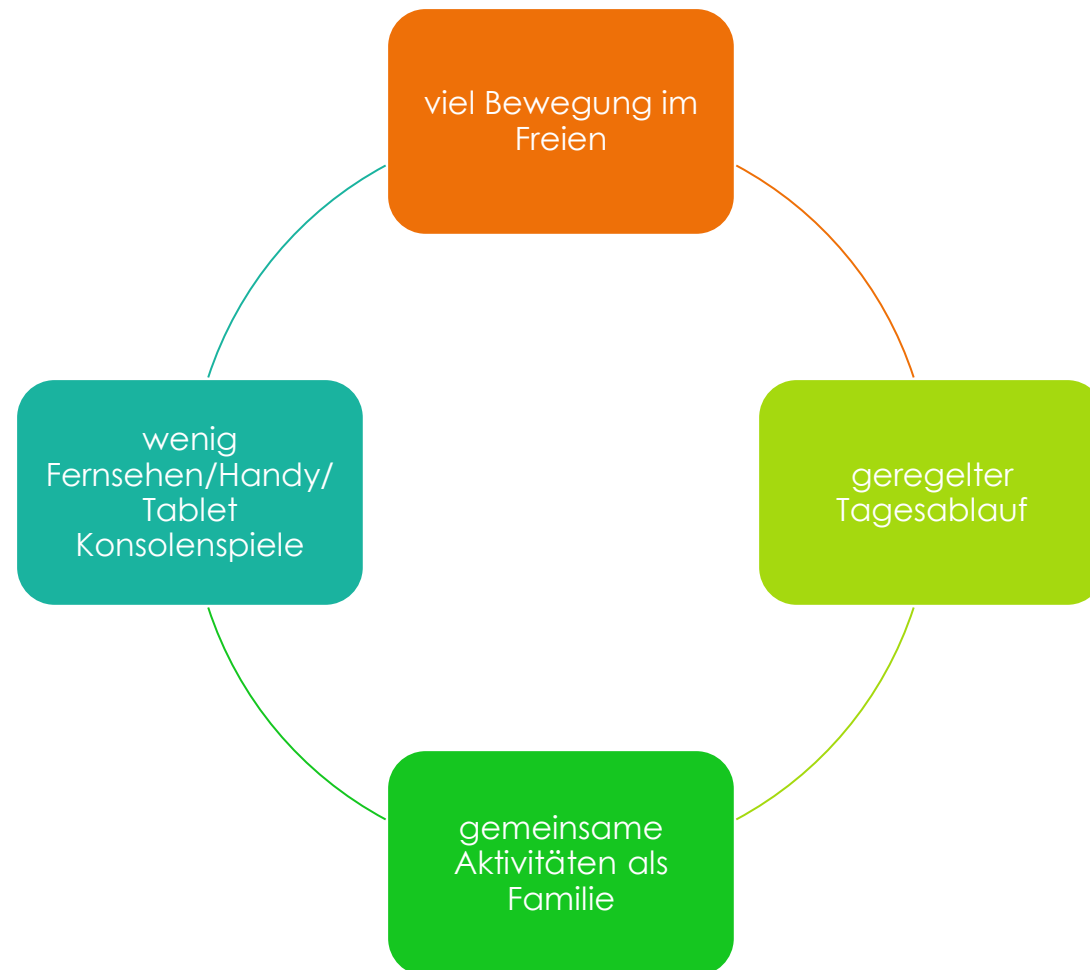 viel Bewegung im
Freien
wenig
Fernsehen/Handy/
Tablet
Konsolenspiele
geregelter
Tagesablauf
gemeinsame
Aktivitäten als
Familie